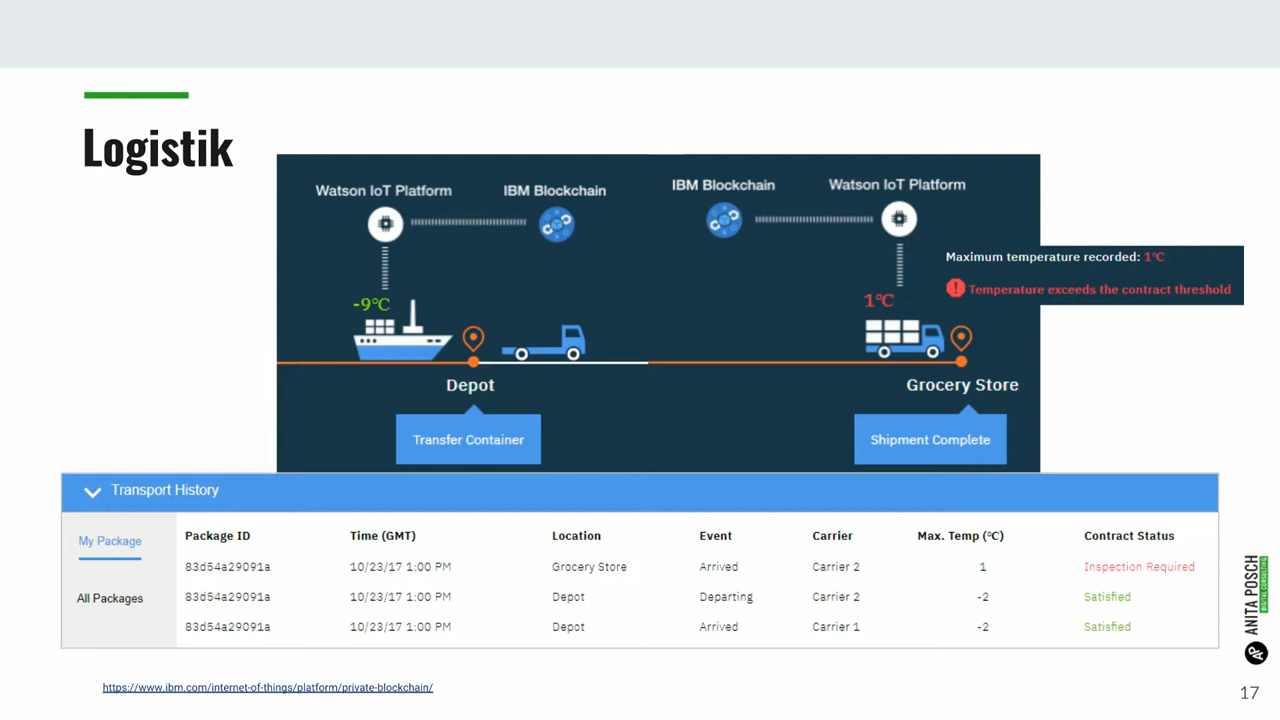 Logistik
Watson IoT Platform
IBM Blockchain
IBM Blockchain
Watson IoT Platform
Maximum temperature recorded: 1°C
Temperature exceeds the contract threshold
-9°C
1°C
Depot
Grocery Store
Transfer Container
Shipment Complete
Transport History
My Package
All Packages
Package ID Time (GMT) Location Event Carrier Max. Temp (°C) Contract Status
83d54a29091a 10/23/17 1:00 PM Grocery Store Arrived Carrier 2 1 Inspection Required
83d54a29091a 10/23/17 1:00 PM Depot Departing Carrier 2 -2 Satisfied
83d54a29091a 10/23/17 1:00 PM Depot Arrived Carrier 1 -2 Satisfied
https://www.ibm.com/internet-of-things/platform/private-blockchain/
ANITA POSCH
DIGITAL CONSULTING
AP
17